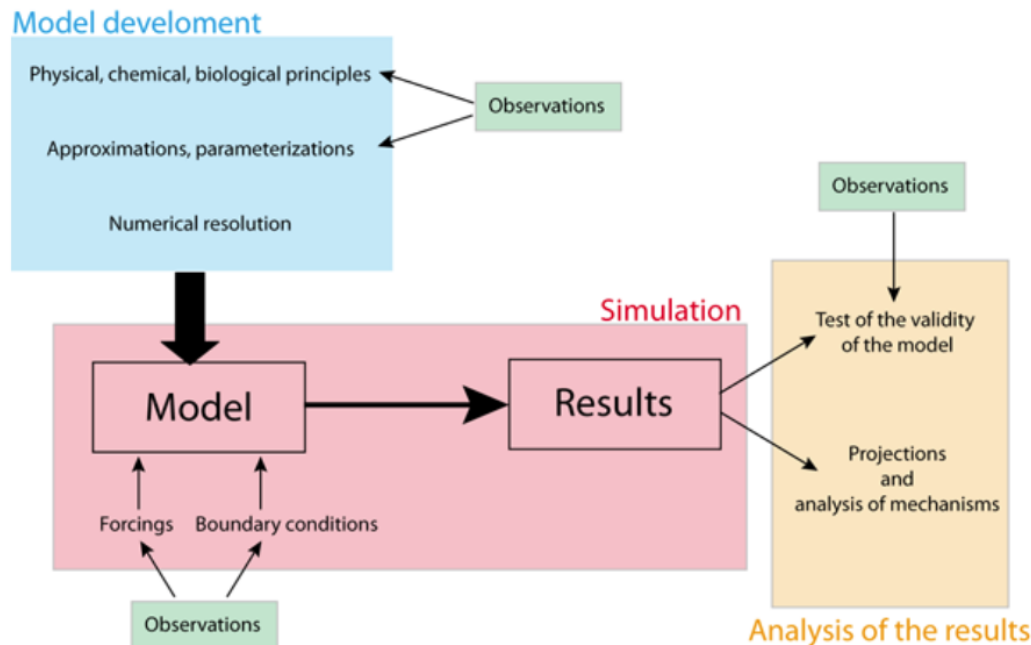 Model develoment
Physical, chemical, biological principles
Observations
Approximations, parameterizations
Numerical resolution
Observations
Simulation
Test of the validity
of the model
Model
Results
Projections
and
analysis of mechanisms
Forcings
Boundary conditions
Observations
Analysis of the results